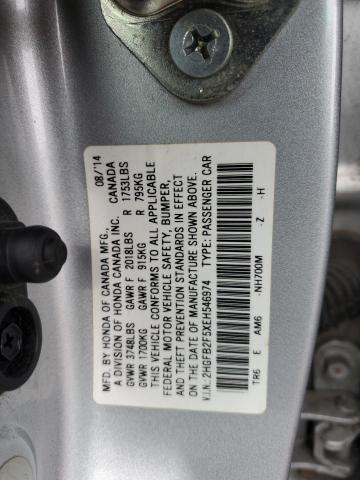 MFD. BY HONDA OF CANADA MFG., 08/'14
A DIVISION OF HONDA CANADA INC. CANADA
GVWR 3748LBS GAWR F 2018LBS R 1753LBS
GVWR 1700KG GAWR F 915KG R 795KG
THIS VEHICLE CONFORMS TO ALL APPLICABLE
FEDERAL MOTOR VEHICLE SAFETY, BUMPER,
AND THEFT PREVENTION STANDARDS IN EFFECT
ON THE DATE OF MANUFACTURE SHOWN ABOVE.
V.I.N. 2HGFB2F5XEH546974 TYPE: PASSENGER CAR
TR6 E AM6 -NH700M -Z -H